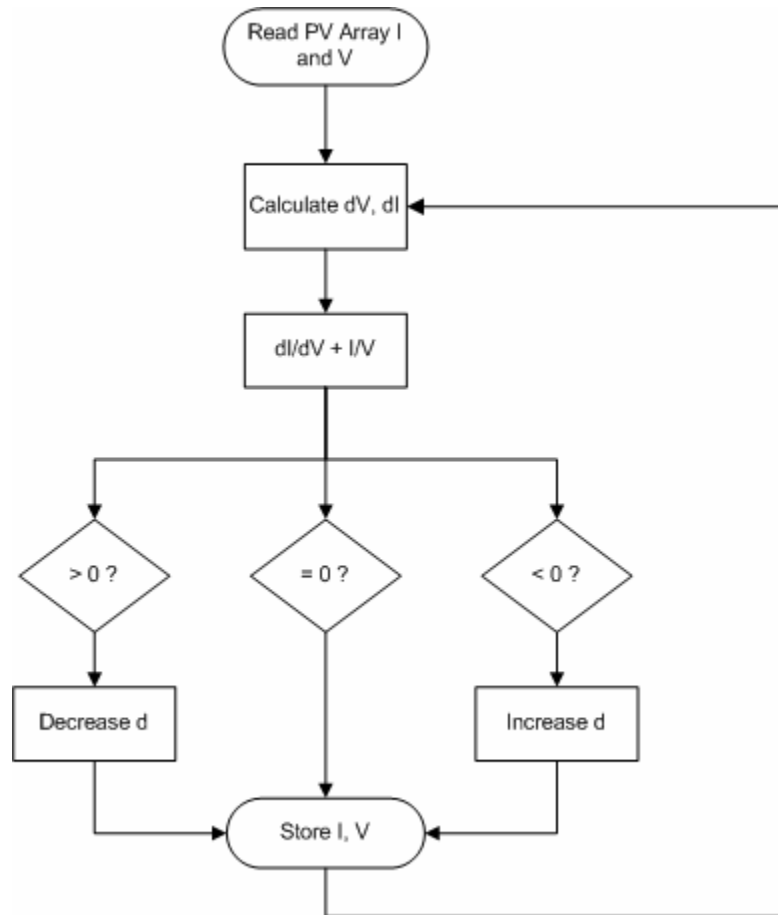 Read PV Array I
and V
Calculate dV, dI
dI/dV + I/V
> 0 ?
= 0 ?
< 0 ?
Decrease d
Increase d
Store I, V